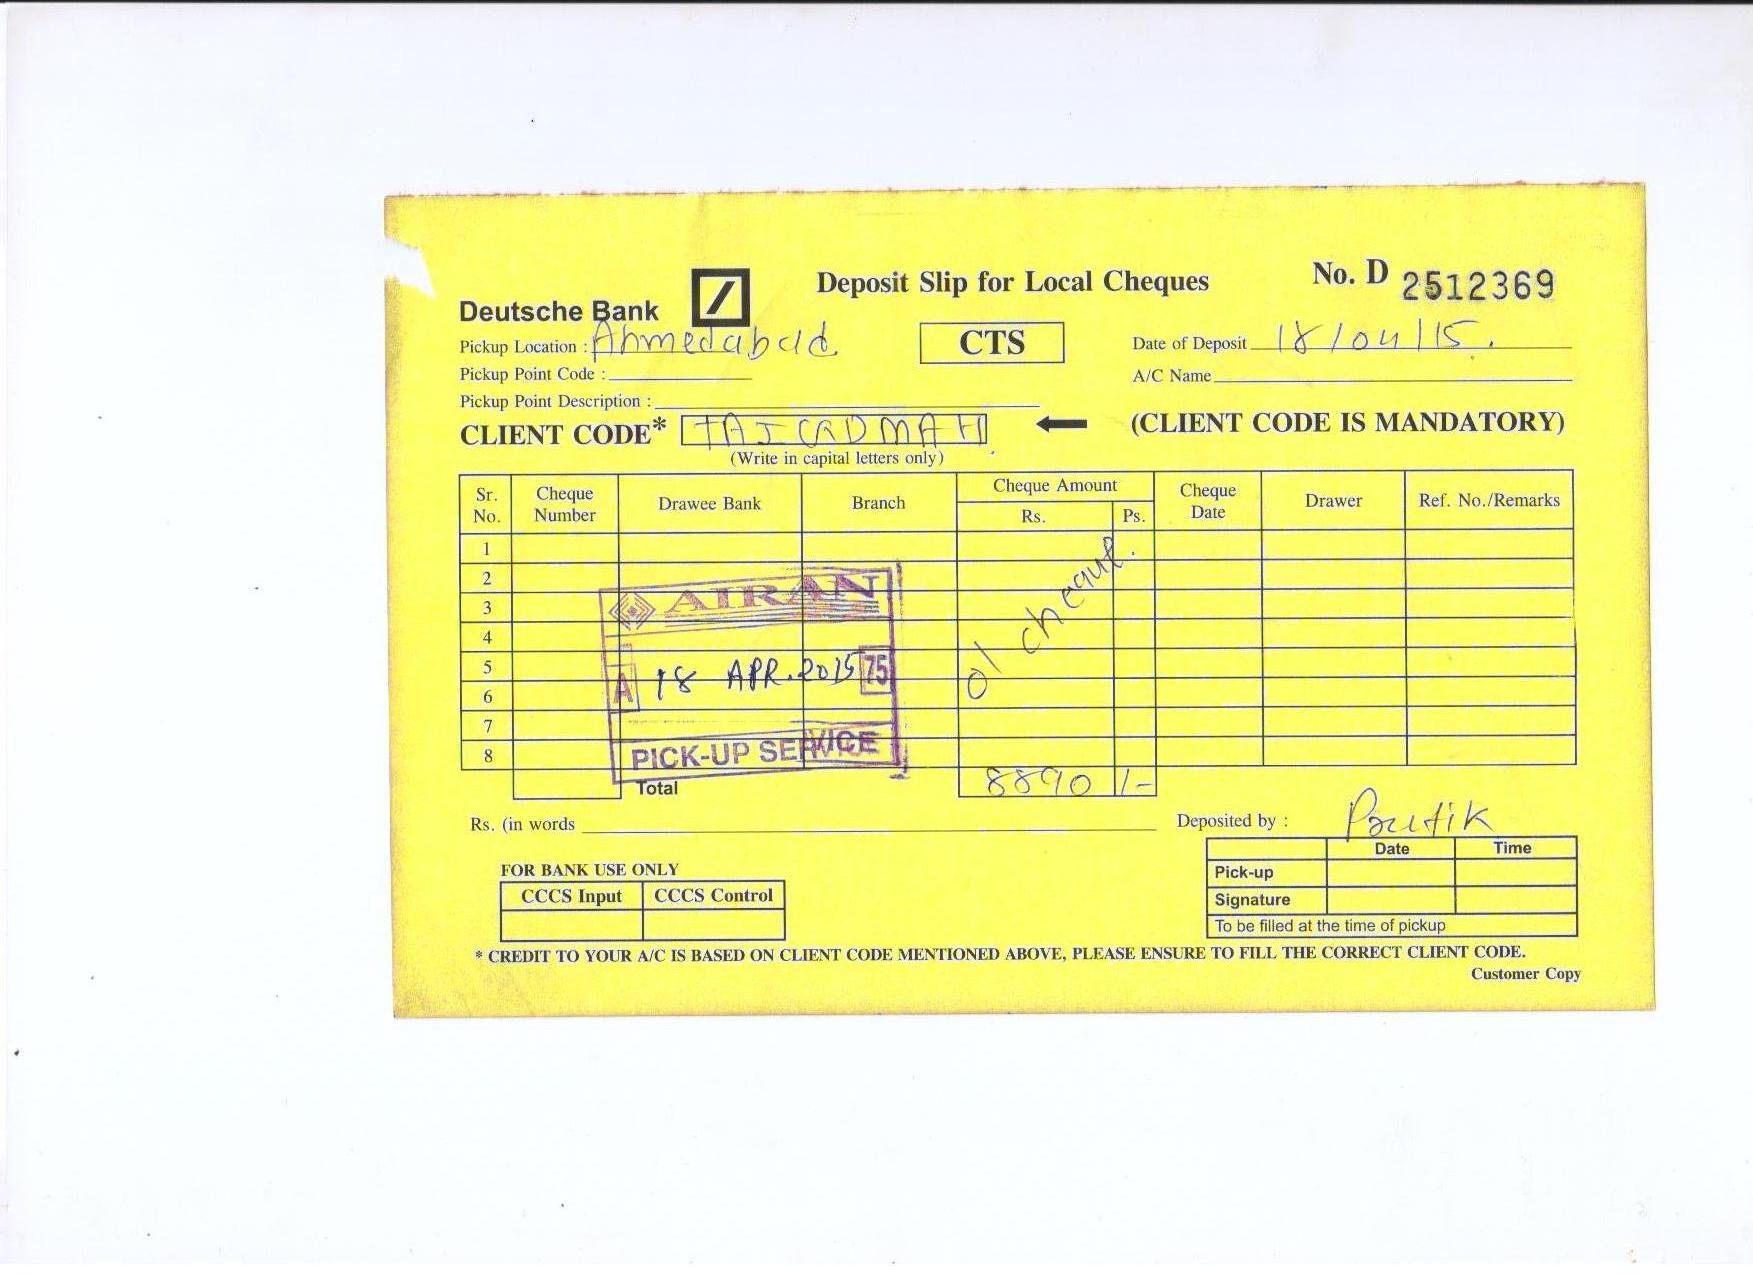 Deutsche Bank
Deposit Slip for Local Cheques
No. D 2512369
Pickup Location : Ahmedabad
CTS
Date of Deposit 18/04/15.
Pickup Point Code :
A/C Name
Pickup Point Description :
CLIENT CODE*
(CLIENT CODE IS MANDATORY)
(Write in capital letters only)
Sr. No. Cheque Number Drawee Bank Branch Cheque Amount Rs. Ps. Cheque Date Drawer Ref. No./Remarks
1
2
3
4
5
6
7
8
01 cheque.
AIRAN
A 18 APR. 2015 75
PICK-UP SERVICE
Total 8890 /-
Rs. (in words
Deposited by :
Date Time
Pick-up
Signature
To be filled at the time of pickup
FOR BANK USE ONLY
CCCS Input CCCS Control
* CREDIT TO YOUR A/C IS BASED ON CLIENT CODE MENTIONED ABOVE, PLEASE ENSURE TO FILL THE CORRECT CLIENT CODE.
Customer Copy